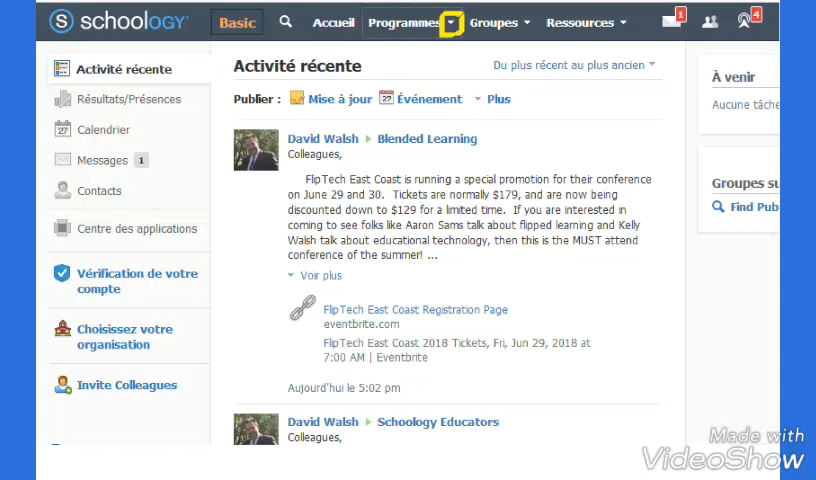 S schoology Basic Accueil Programmes Groupes Ressources 1 4
Activité récente
Résultats/Présences
27 Calendrier
Messages 1
Contacts
Centre des applications
Vérification de votre
compte
Choisissez votre
organisation
Invite Colleagues
Activité récente Du plus récent au plus ancien
Publier : Mise à jour 27 Événement Plus
David Walsh Blended Learning
Colleagues,
FlipTech East Coast is running a special promotion for their conference
on June 29 and 30. Tickets are normally $179, and are now being
discounted down to $129 for a limited time. If you are interested in
coming to see folks like Aaron Sams talk about flipped learning and Kelly
Walsh talk about educational technology, then this is the MUST attend
conference of the summer! ...
Voir plus
FlipTech East Coast Registration Page
eventbrite.com
FlipTech East Coast 2018 Tickets, Fri, Jun 29, 2018 at
7:00 AM | Eventbrite
Aujourd'hui le 5:02 pm
David Walsh Schoology Educators
Colleagues,
À venir
Aucune tâche
Groupes su
Find Pub
Made with
VideoShow